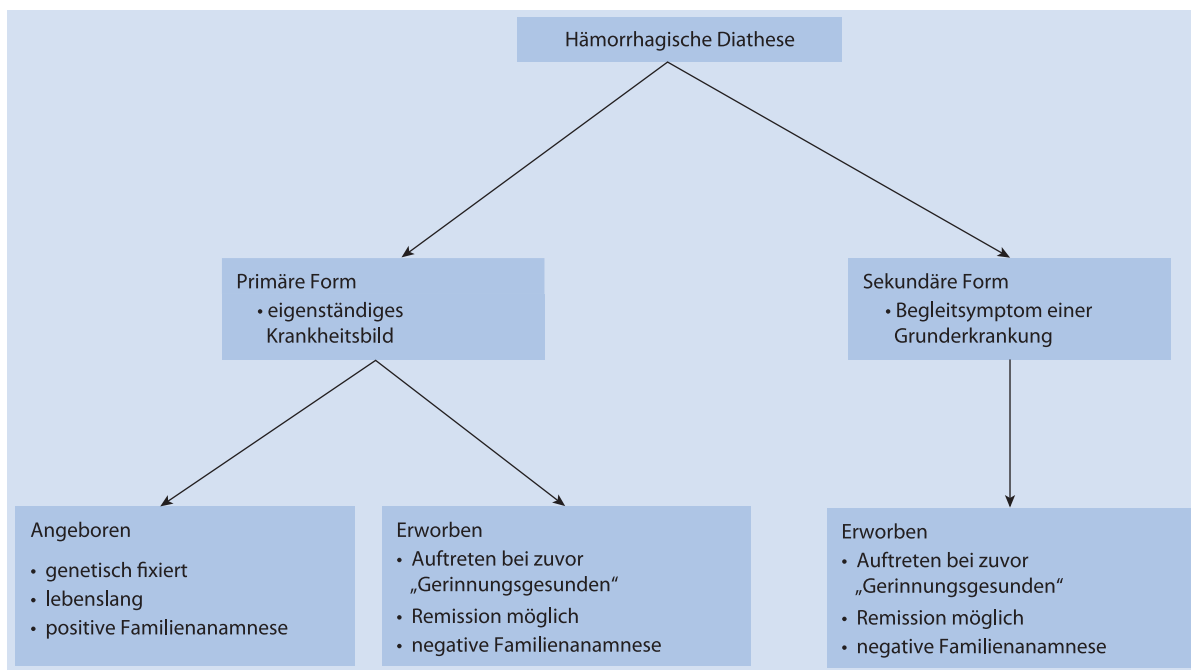 Hämorrhagische Diathese
Primäre Form
• eigenständiges
Krankheitsbild
Sekundäre Form
• Begleitsymptom einer
Grunderkrankung
Angeboren
• genetisch fixiert
• lebenslang
• positive Familienanamnese
Erworben
• Auftreten bei zuvor
„Gerinnungsgesunden“
• Remission möglich
• negative Familienanamnese
Erworben
• Auftreten bei zuvor
„Gerinnungsgesunden“
• Remission möglich
• negative Familienanamnese